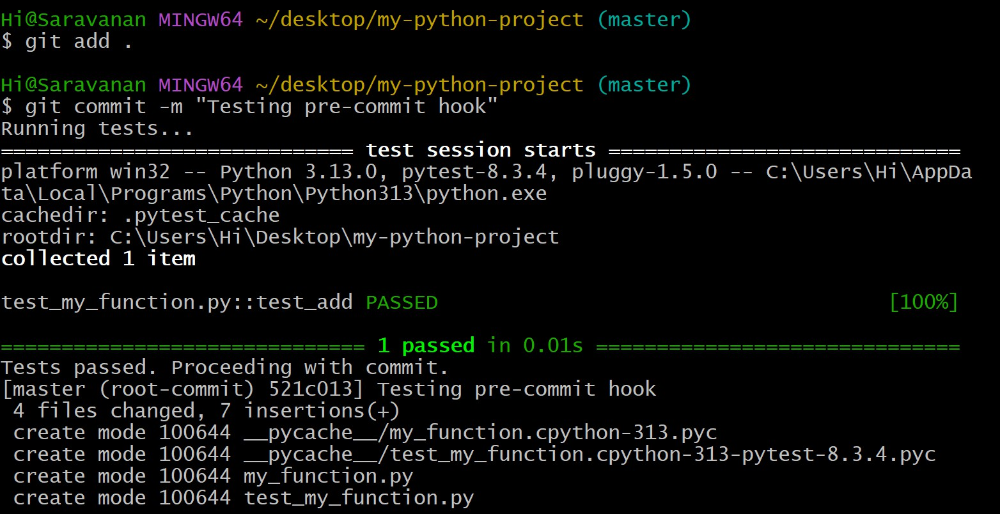 Hi@Saravanan MINGW64 ~/desktop/my-python-project (master)
$ git add .
Hi@Saravanan MINGW64 ~/desktop/my-python-project (master)
$ git commit -m "Testing pre-commit hook"
Running tests...
============================= test session starts =============================
platform win32 -- Python 3.13.0, pytest-8.3.4, pluggy-1.5.0 -- C:\Users\Hi\AppDa
ta\Local\Programs\Python\Python313\python.exe
cachedir: .pytest_cache
rootdir: C:\Users\Hi\Desktop\my-python-project
collected 1 item
test_my_function.py::test_add PASSED [100%]
============================== 1 passed in 0.01s ==============================
Tests passed. Proceeding with commit.
[master (root-commit) 521c013] Testing pre-commit hook
 4 files changed, 7 insertions(+)
 create mode 100644 __pycache__/my_function.cpython-313.pyc
 create mode 100644 __pycache__/test_my_function.cpython-313-pytest-8.3.4.pyc
 create mode 100644 my_function.py
 create mode 100644 test_my_function.py